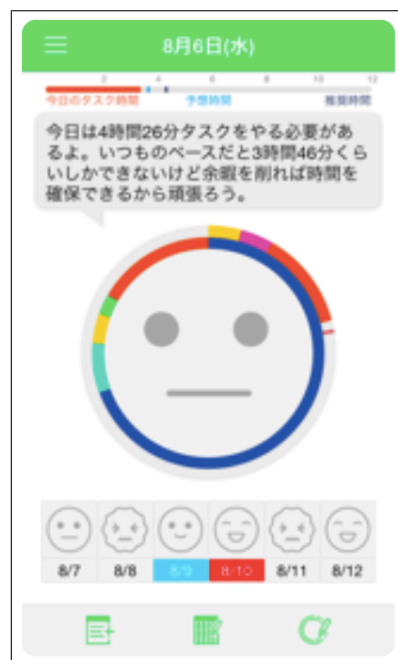 8月6日(水)
2 4 6 8 10 12
今日のタスク時間 予想時間 推奨時間
今日は4時間26分タスクをやる必要があ
るよ。いつものペースだと3時間46分くら
いしかできないけど余暇を削れば時間を
確保できるから頑張ろう。
8/7 8/8 8/9 8/10 8/11 8/12